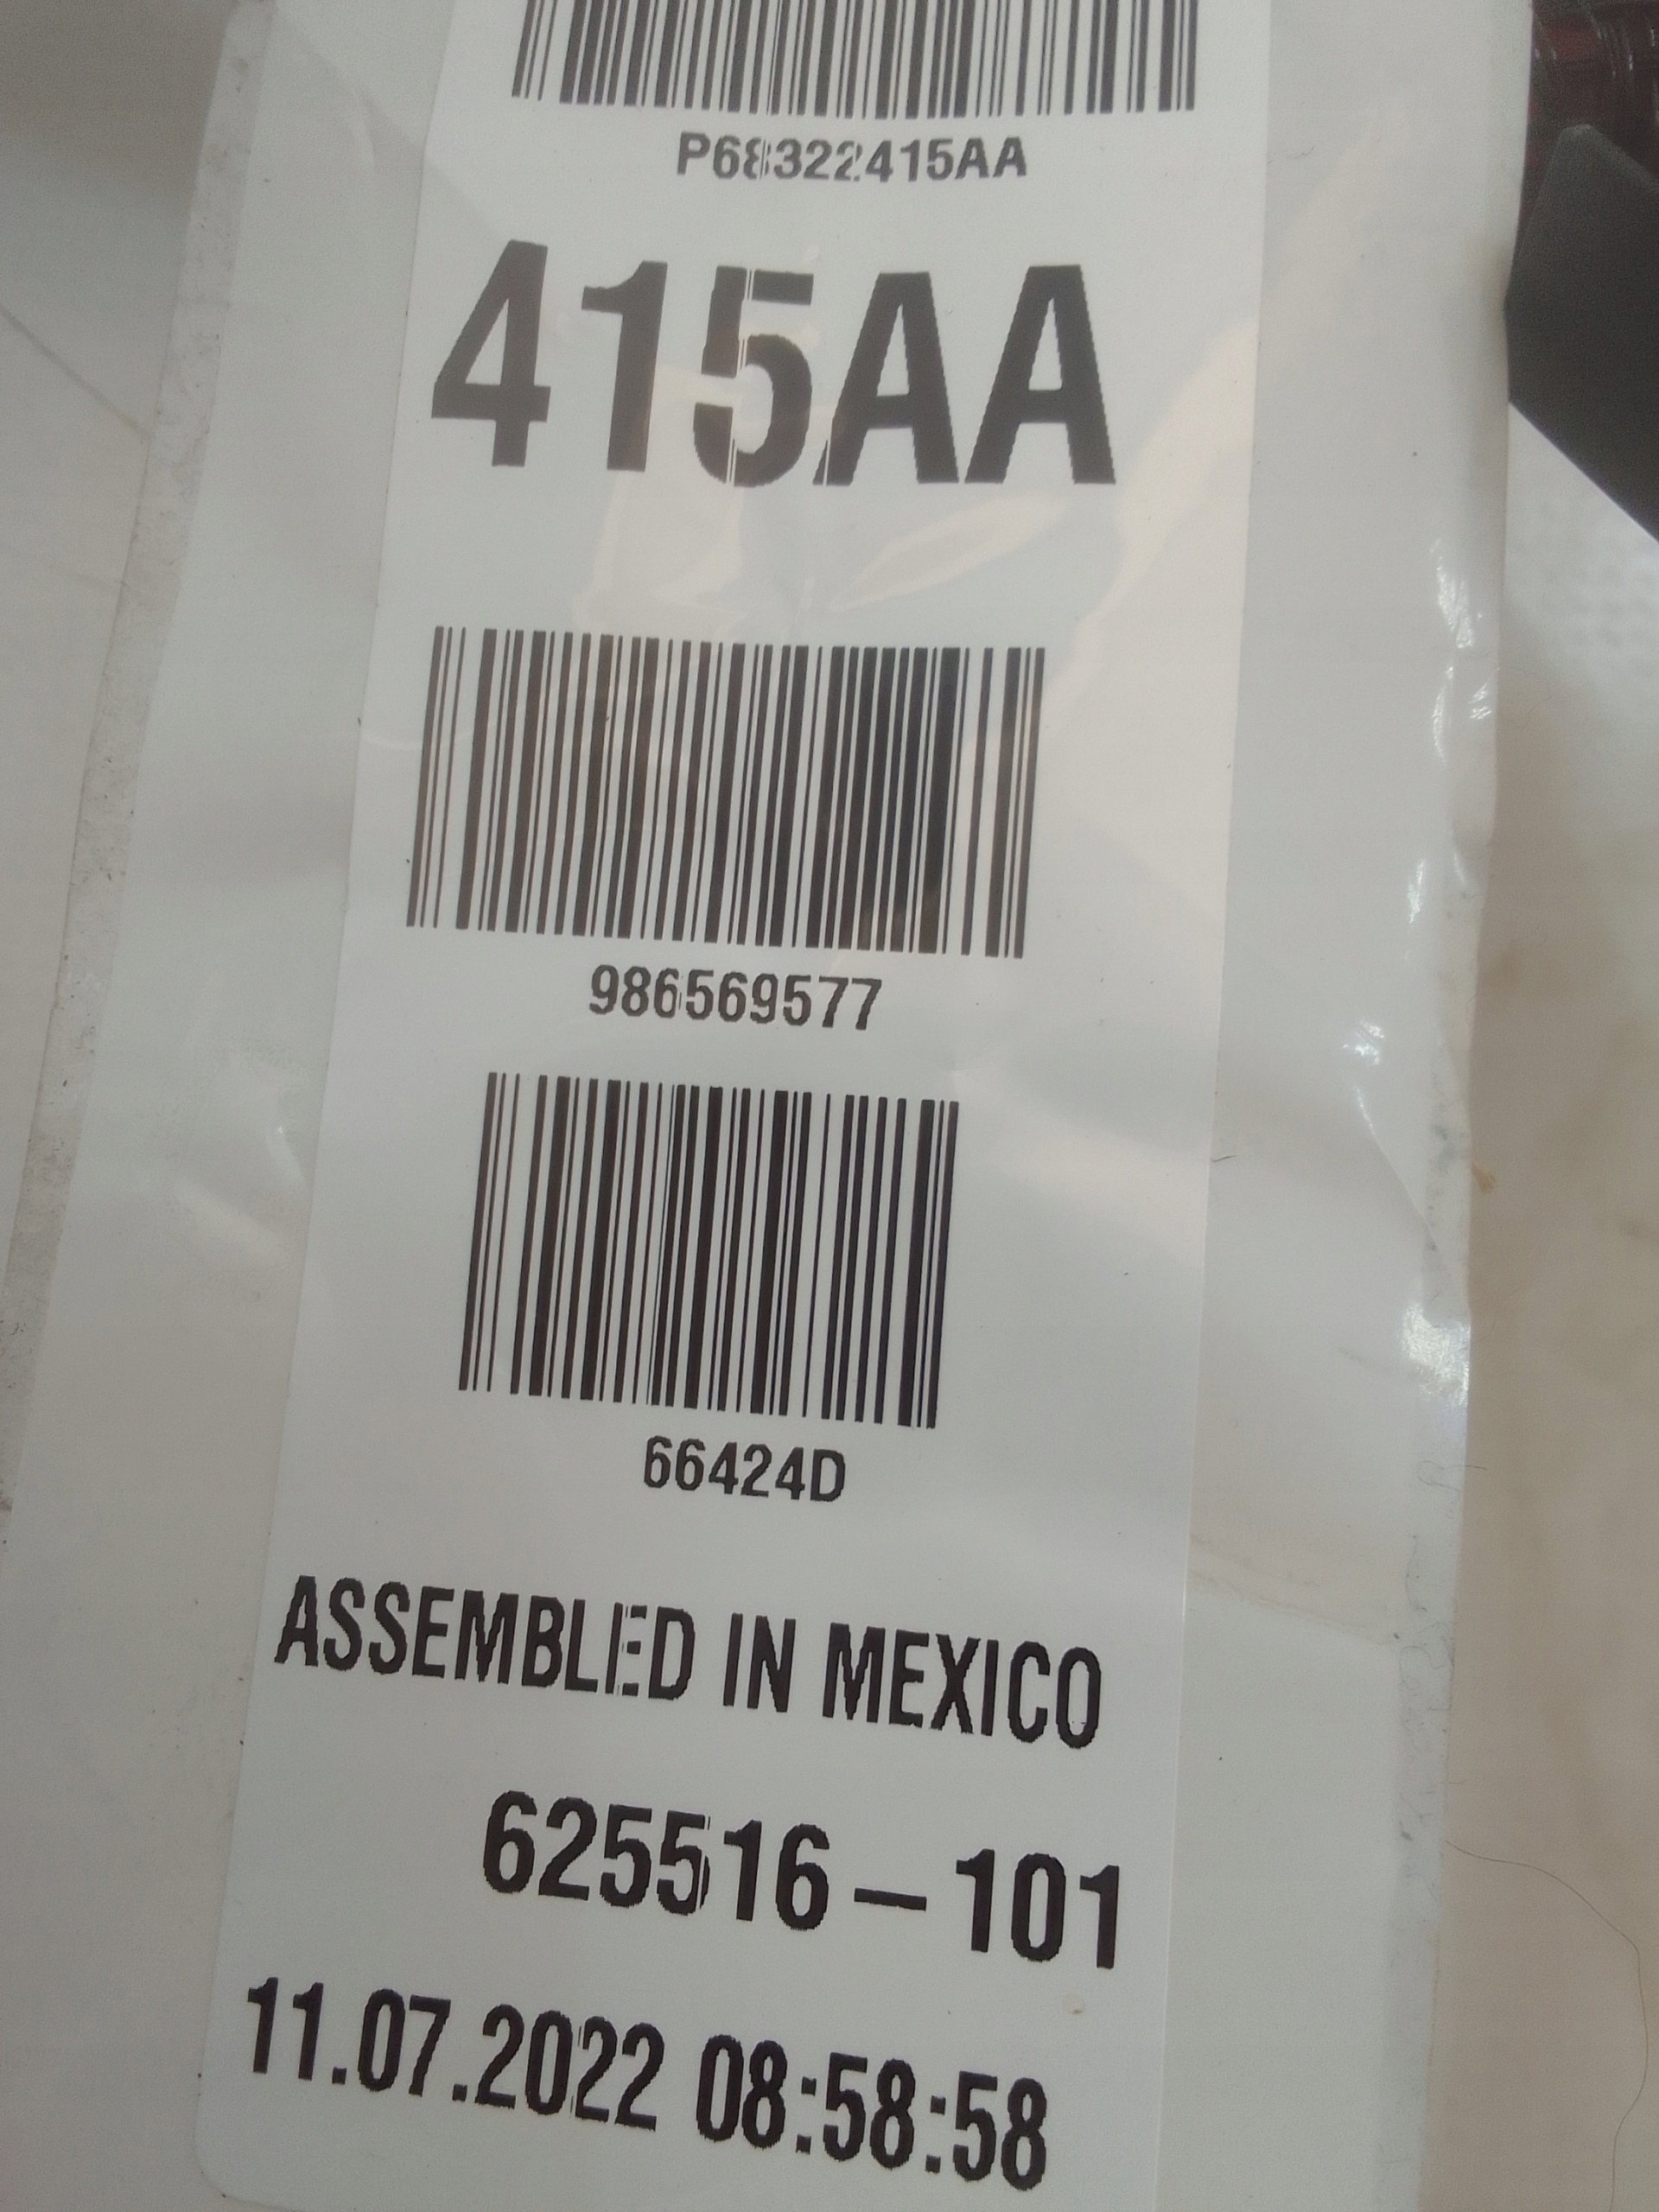 P68322415AA
415AA
986569577
66424D
ASSEMBLED IN MEXICO
625516-101
11.07.2022 08:58:58